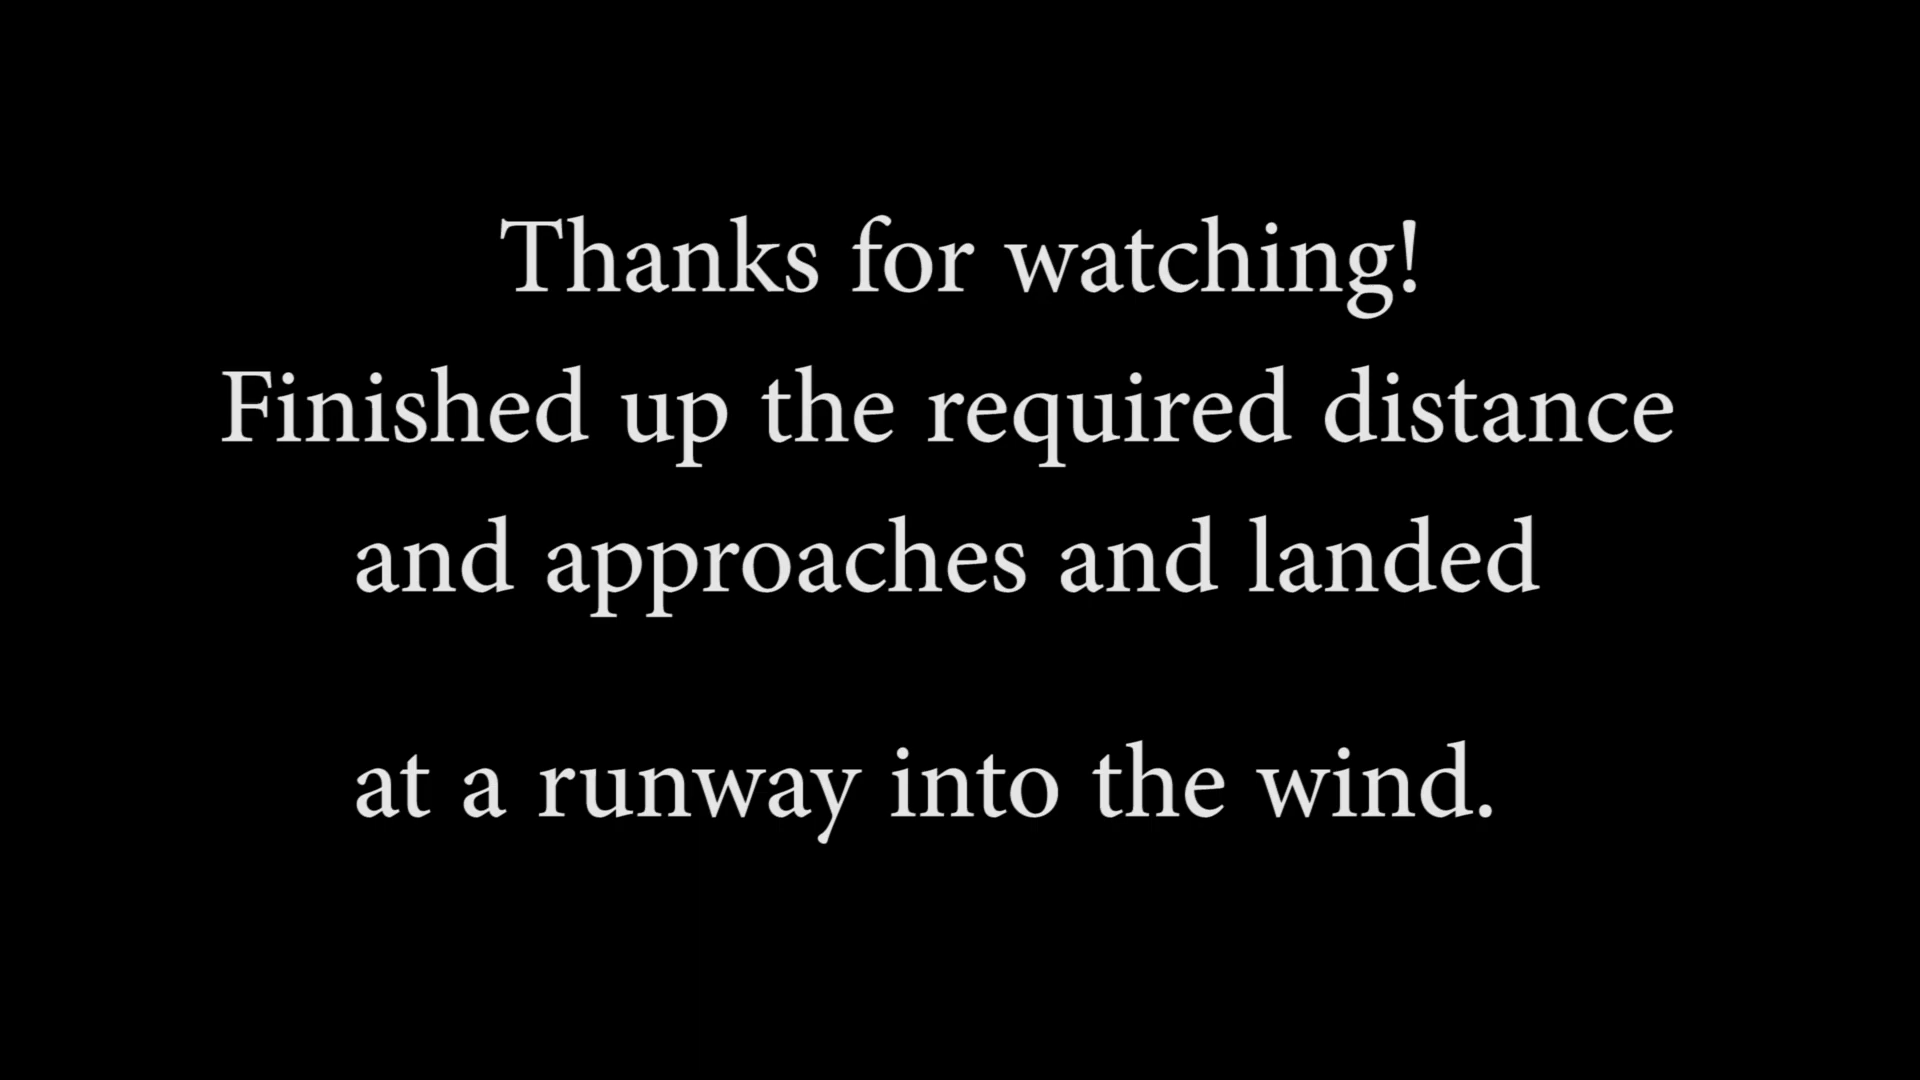 Thanks for watching!
Finished up the required distance
and approaches and landed
at a runway into the wind.